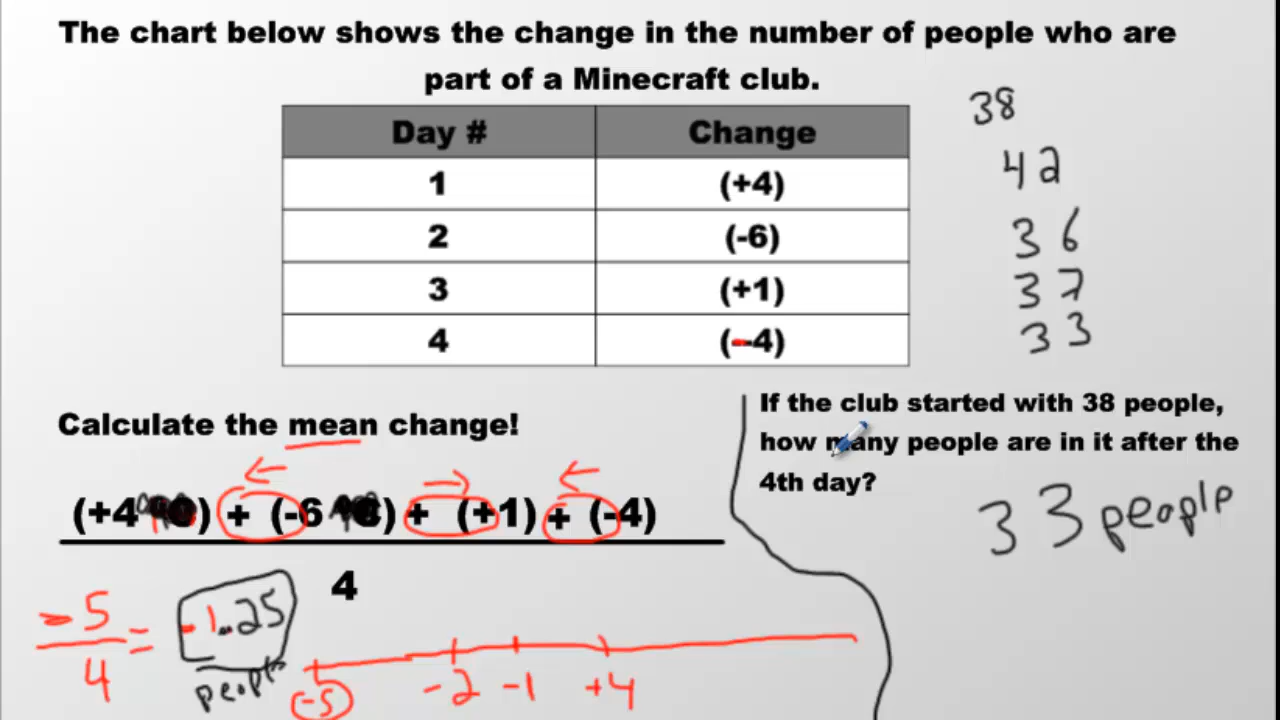 The chart below shows the change in the number of people who are
part of a Minecraft club.
Day # Change
1 (+4)
2 (-6)
3 (+1)
4 (--4)
38
42
36
37
33
Calculate the mean change!
(+4 ) + (-6 ) + (+1) + (-4)
4
-5
4
= -1.25
people
-5 -2 -1 +4
If the club started with 38 people,
how many people are in it after the
4th day?
33 people